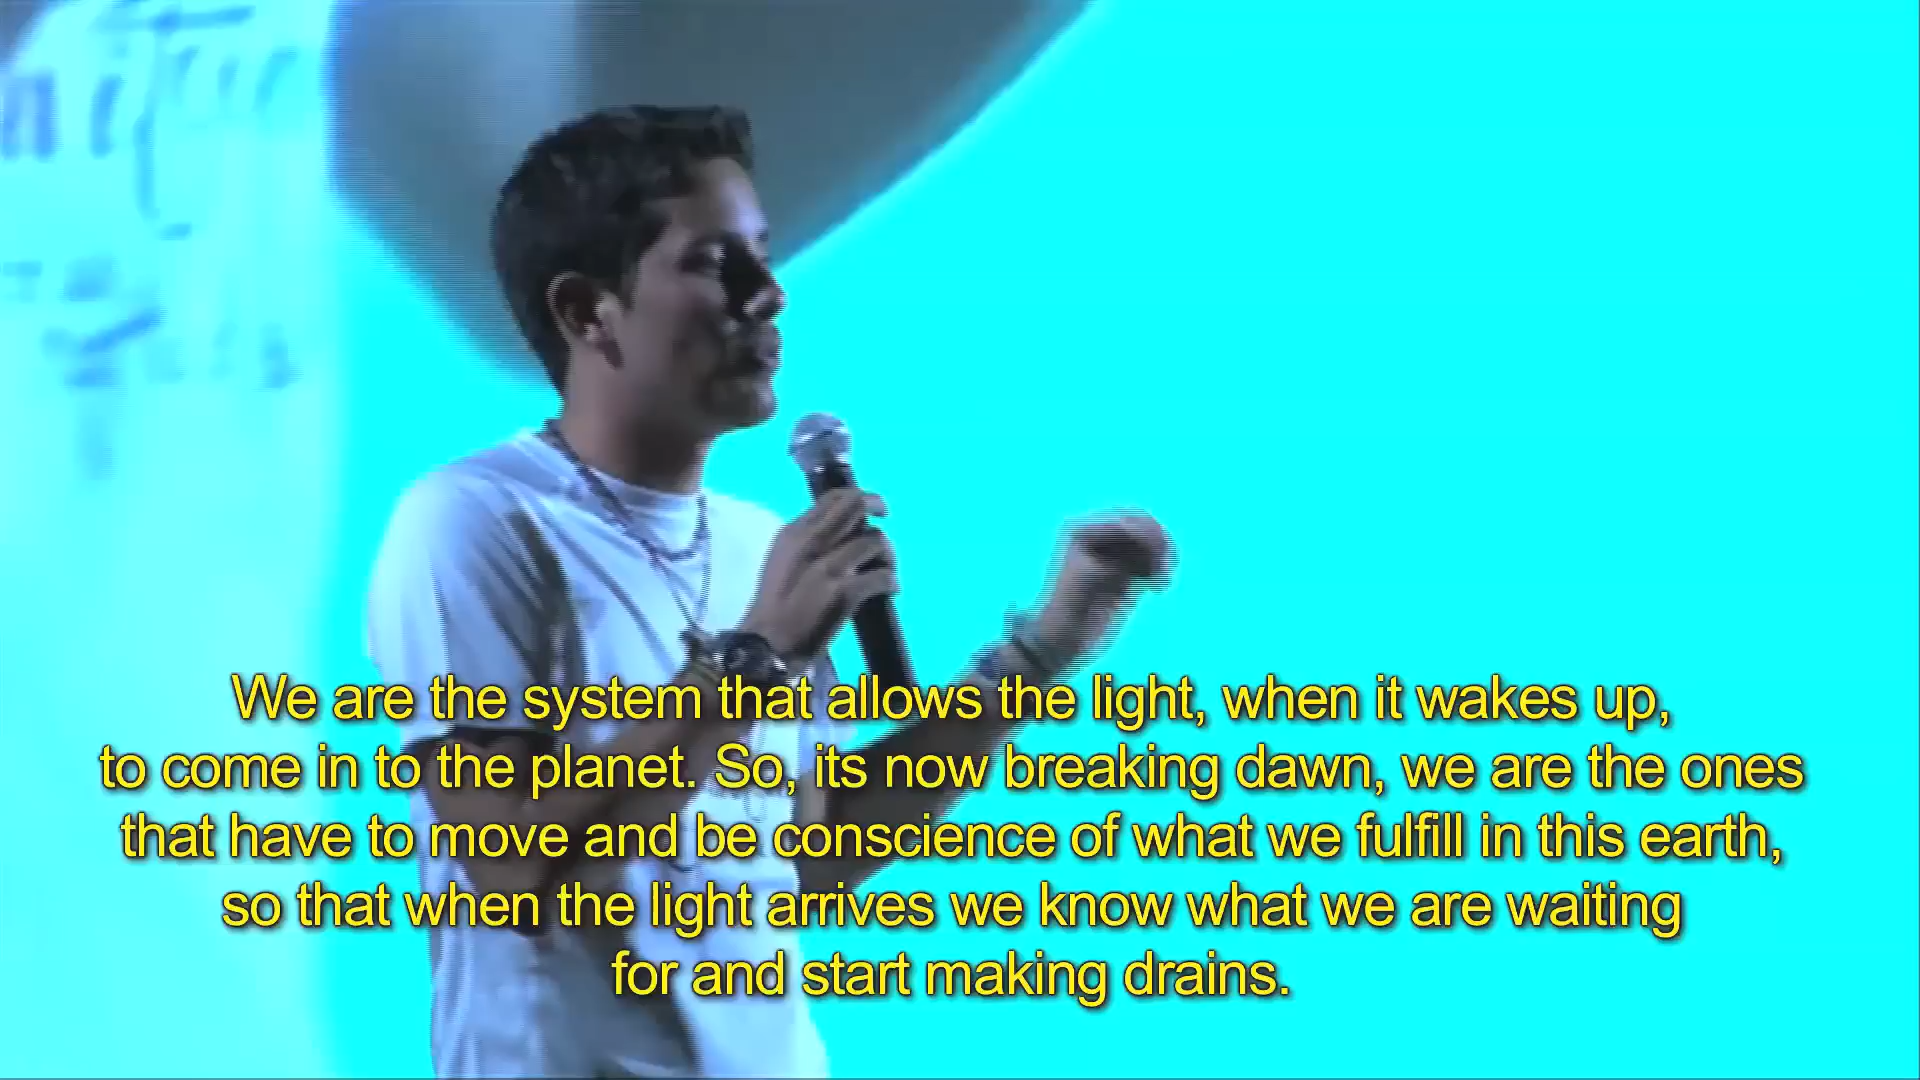 We are the system that allows the light, when it wakes up,
to come in to the planet. So, its now breaking dawn, we are the ones
that have to move and be conscience of what we fulfill in this earth,
so that when the light arrives we know what we are waiting
for and start making drains.